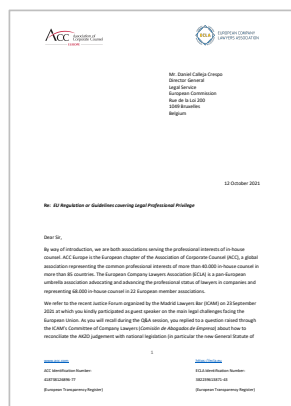 ACC Association of
Corporate Counsel
EUROPE
ECLA
EUROPEAN COMPANY
LAWYERS ASSOCIATION
Mr. Daniel Calleja Crespo
Director General
Legal Service
European Commission
Rue de la Loi 200
1049 Bruxelles
Belgium
12 October 2021
Re: EU Regulation or Guidelines covering Legal Professional Privilege
Dear Sir,
By way of introduction, we are both associations serving the professional interests of in-house
counsel. ACC Europe is the European chapter of the Association of Corporate Counsel (ACC), a global
association representing the common professional interests of more than 40.000 in-house counsel in
more than 85 countries. The European Company Lawyers Association (ECLA) is a pan-European
umbrella association advocating and advancing the professional status of lawyers in companies and
representing 68.000 in-house counsel in 22 European member associations.
We refer to the recent Justice Forum organized by the Madrid Lawyers Bar (ICAM) on 23 September
2021 at which you kindly participated as guest speaker on the main legal challenges facing the
European Union. As you will recall during the Q&A session, you replied to a question raised through
the ICAM's Committee of Company Lawyers (Comisión de Abogados de Empresa) about how to
reconcile the AKZO judgement with national legislation (in particular the new General Statute of
1
www.acc.com
https://ecla.eu
ACC Identification Number:
ECLA Identification Number:
(European Transparency Register)
(European Transparency Register)